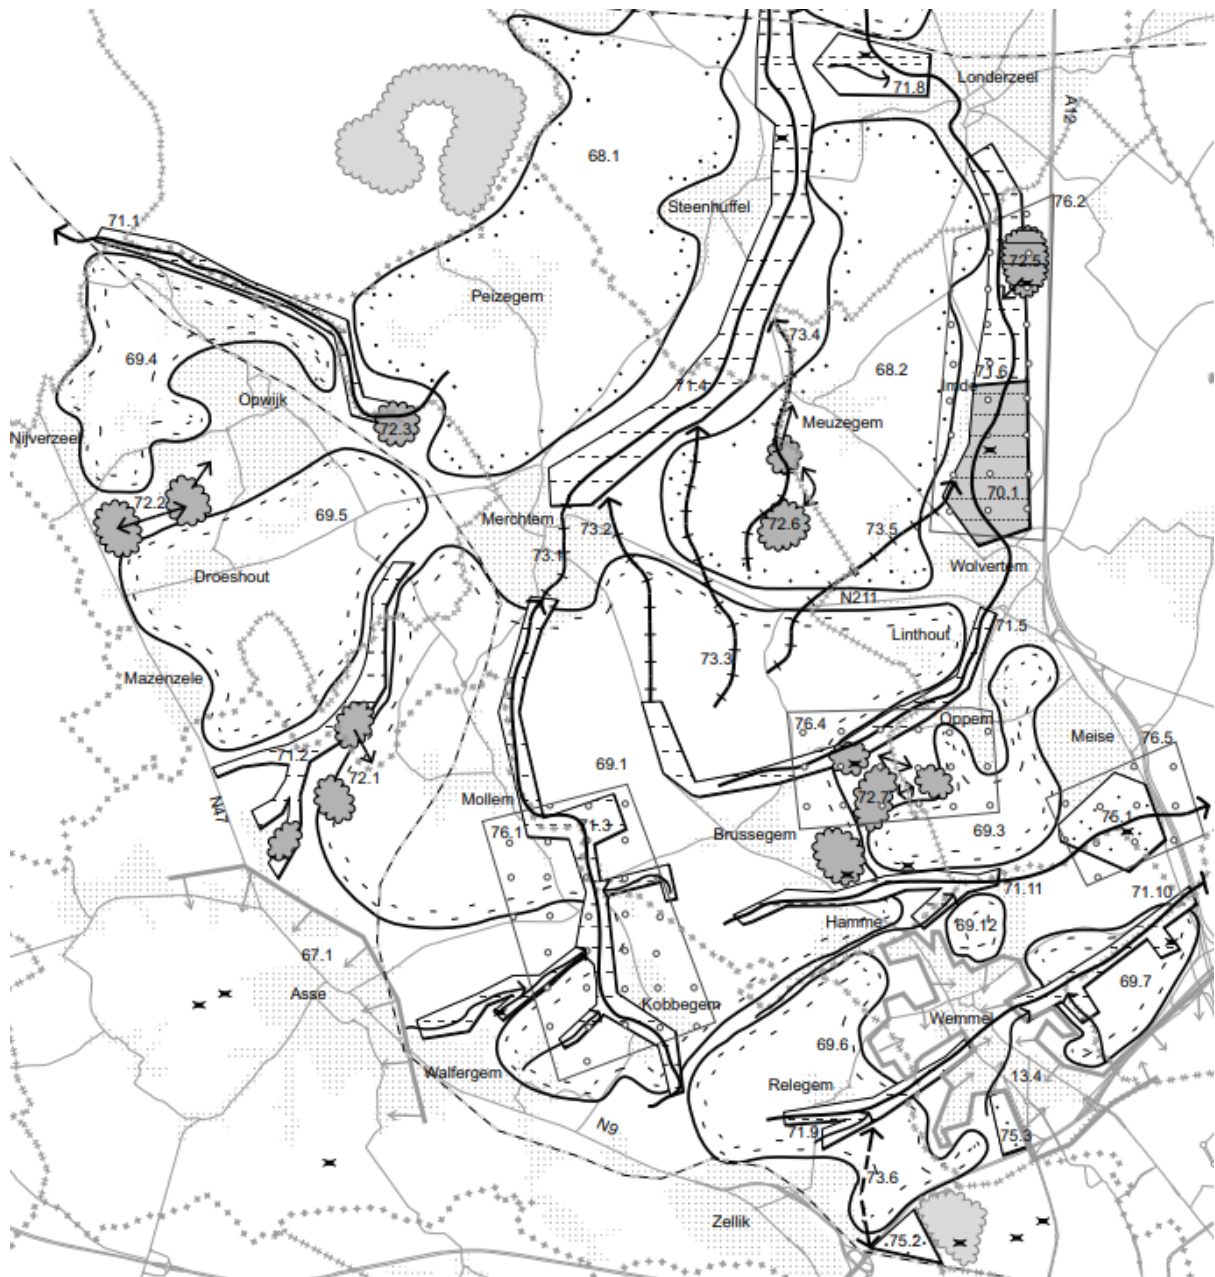 71.8
Londerzeel
A12
68.1
76.2
Steenhuffel
71.1
72.5
Peizegem
73.4
69.4
68.2
71.6
71.4
Imde
Opwijk
Meuzegem
Nijverzeel
72.3
72.2
70.1
69.5
Merchtem
73.2
72.6
73.5
73.1
Wolvertem
Droeshout
N211
71.5
Linthout
73.3
Mazenzele
76.4
Oppem
Meise
76.5
71.2
69.1
72.1
Mollem
72.7
N47
76.1
71.3
Brussegem
69.3
76.1
71.11
71.10
Hamme
69.12
67.1
69.7
Asse
Kobbegem
Wemmel
69.6
Walfergem
Relegem
13.4
N9
71.9
75.3
73.6
Zellik
75.2